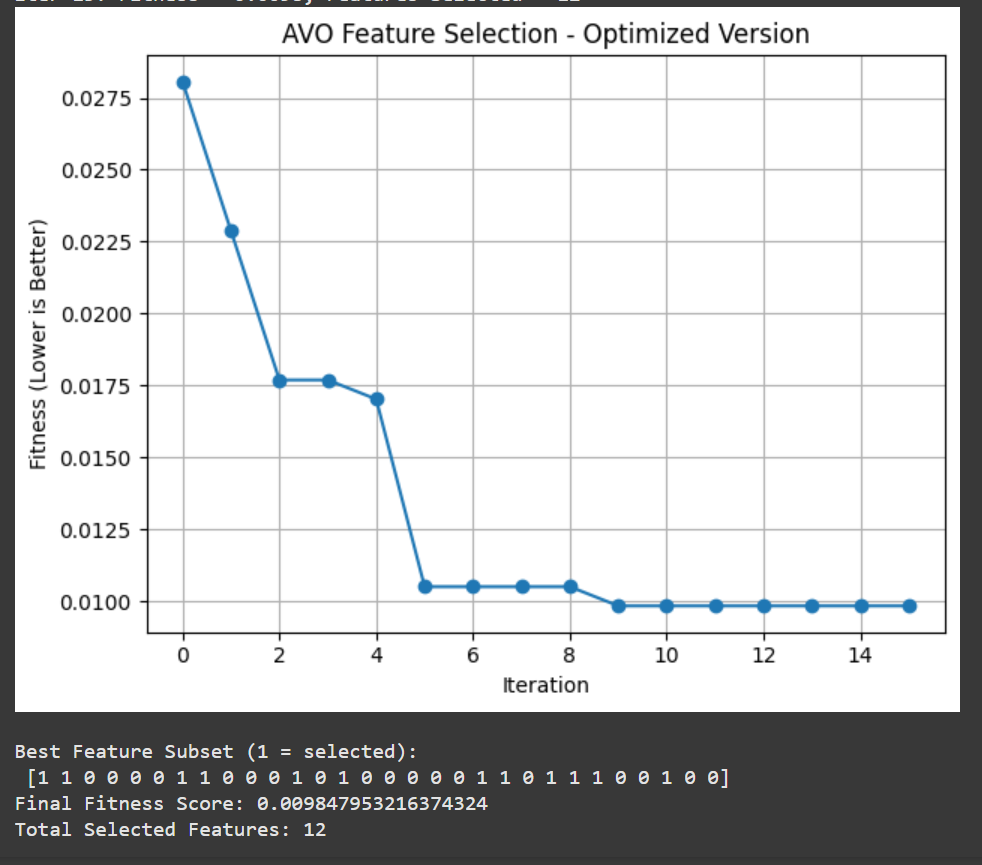 AVO Feature Selection - Optimized Version
0.0275
0.0250
0.0225
0.0200
0.0175
0.0150
0.0125
0.0100
Fitness (Lower is Better)
0 2 4 6 8 10 12 14
Iteration
Best Feature Subset (1 = selected):
[1 1 0 0 0 0 1 1 0 0 0 1 0 1 0 0 0 0 0 1 1 0 1 1 1 0 0 1 0 0]
Final Fitness Score: 0.009847953216374324
Total Selected Features: 12